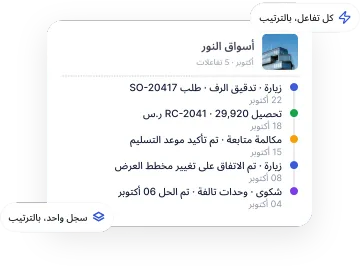 كل تفاعل، بالترتيب
أسواق النور
أكتوبر · 5 تفاعلات
زيارة · تدقيق الرف · طلب SO-20417
22 أكتوبر
تحصيل RC-2041 · 29,920 ر.س
18 أكتوبر
مكالمة متابعة · تم تأكيد موعد التسليم
15 أكتوبر
زيارة · تم الاتفاق على تغيير مخطط العرض
08 أكتوبر
شكوى · وحدات تالفة · تم الحل 06 أكتوبر
04 أكتوبر
سجل واحد، بالترتيب